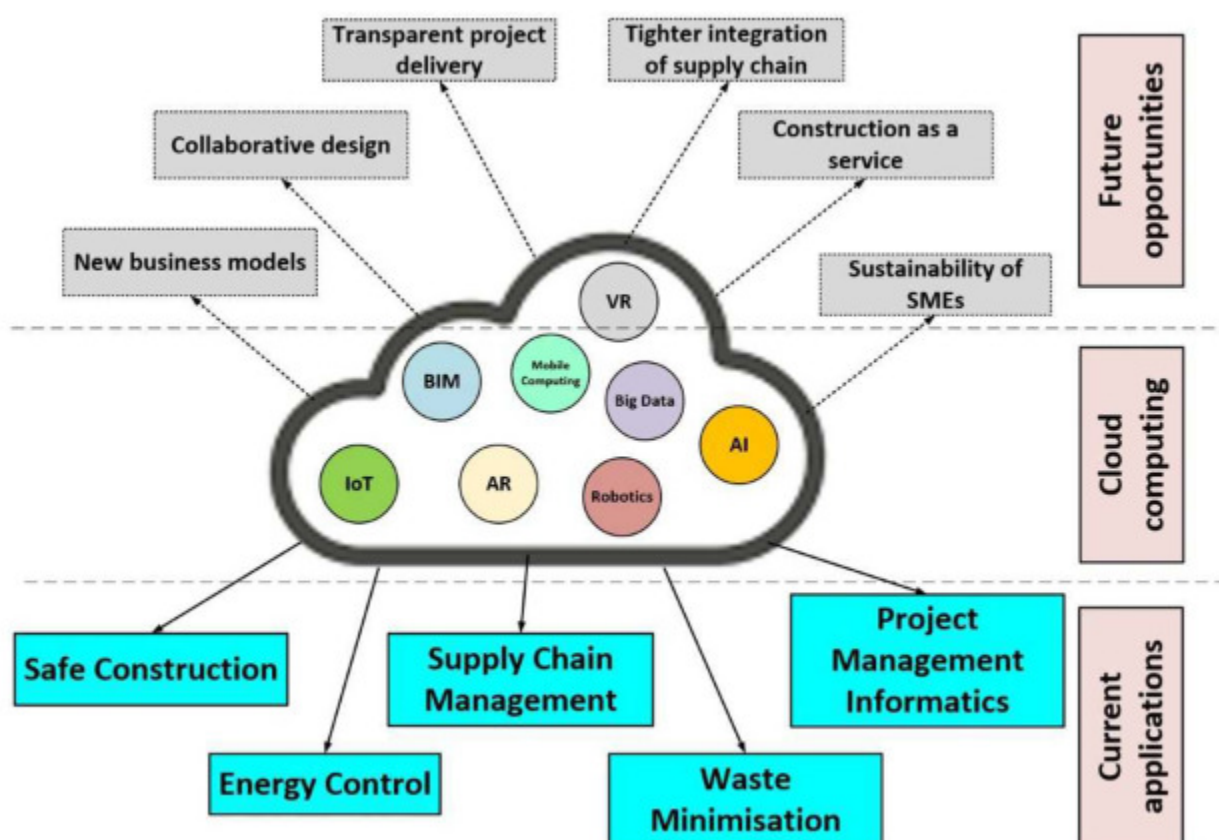 Transparent project
delivery
Tighter integration
of supply chain
Collaborative design
Construction as a
service
New business models
Sustainability of
SMEs
Future
opportunities
VR
BIM
Mobile
Computing
Big Data
AI
IoT
AR
Robotics
Cloud
computing
Safe Construction
Supply Chain
Management
Project
Management
Informatics
Energy Control
Waste
Minimisation
Current
applications